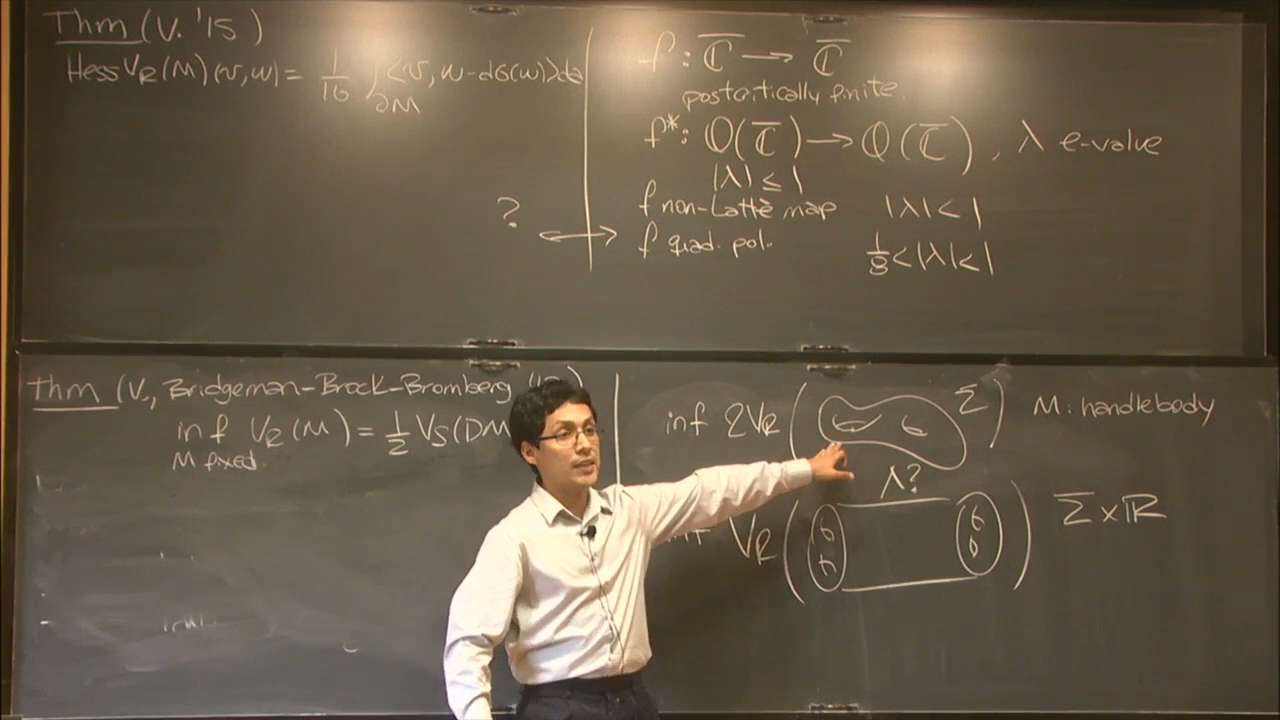 Thm (V. '15)
Hess V_R(M)(v,w) = 1/16 ∫_∂M <v, w-dG(w)>da
f: ℂ̅ → ℂ̅
postcritically finite.
f*: Q(ℂ̅) → Q(ℂ̅), λ e-value
|λ| ≤ 1
f non-Lattè map |λ| < 1
?
↔ f quad. pol. 1/8 < |λ| < 1
Thm (V., Bridgeman-Brock-Bromberg
inf V_R(M) = 1/2 V_S(DM
M fixed.
inf 2V_R ( Σ ) M: handlebody
λ?
V_R ( ) Σ × ℝ